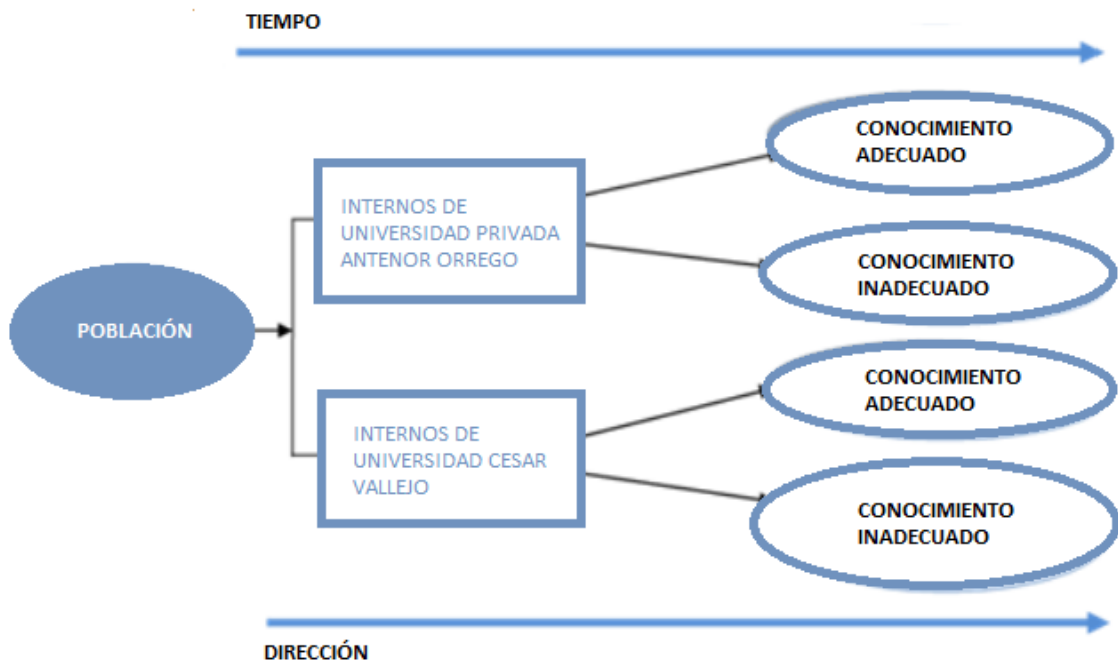 TIEMPO
CONOCIMIENTO
ADECUADO
INTERNOS DE
UNIVERSIDAD PRIVADA
ANTENOR ORREGO
CONOCIMIENTO
INADECUADO
POBLACIÓN
CONOCIMIENTO
ADECUADO
INTERNOS DE
UNIVERSIDAD CESAR
VALLEJO
CONOCIMIENTO
INADECUADO
DIRECCIÓN